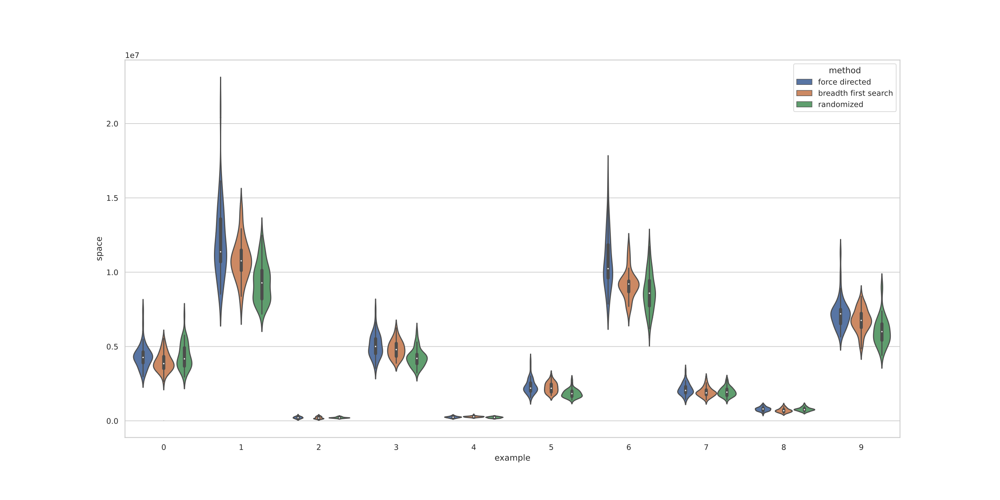 1e7
method
force directed
breadth first search
randomized
2.0
1.5
1.0
0.5
0.0
space
0 1 2 3 4 5 6 7 8 9
example